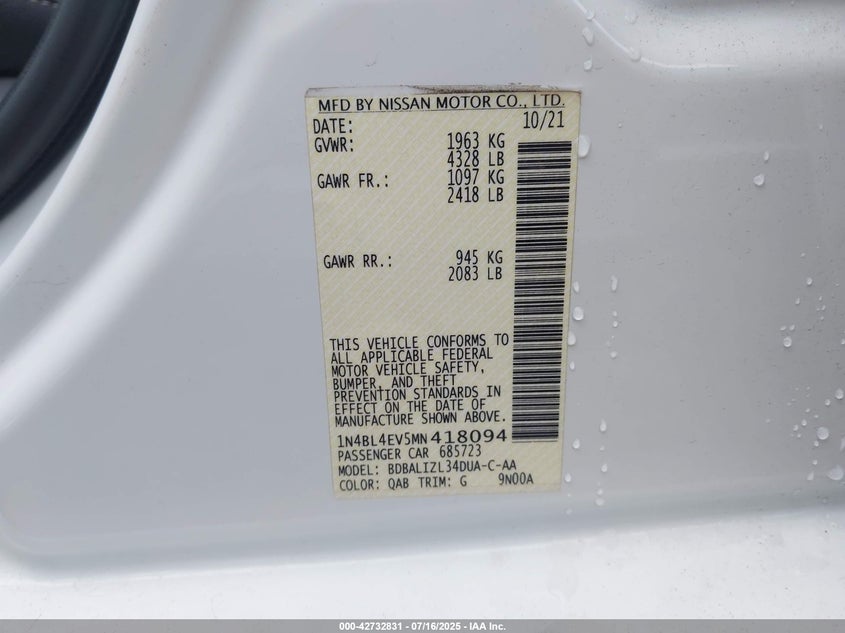 MFD BY NISSAN MOTOR CO., LTD.
DATE: 10/21
GVWR: 1963 KG
4328 LB
GAWR FR.: 1097 KG
2418 LB
GAWR RR.: 945 KG
2083 LB
THIS VEHICLE CONFORMS TO
ALL APPLICABLE FEDERAL
MOTOR VEHICLE SAFETY,
BUMPER, AND THEFT
PREVENTION STANDARDS IN
EFFECT ON THE DATE OF
MANUFACTURE SHOWN ABOVE.
1N4BL4EV5MN418094
PASSENGER CAR 685723
MODEL: BDBALIZL34DUA-C-AA
COLOR: QAB TRIM: G 9N00A
000-42732831 - 07/16/2025 - IAA Inc.